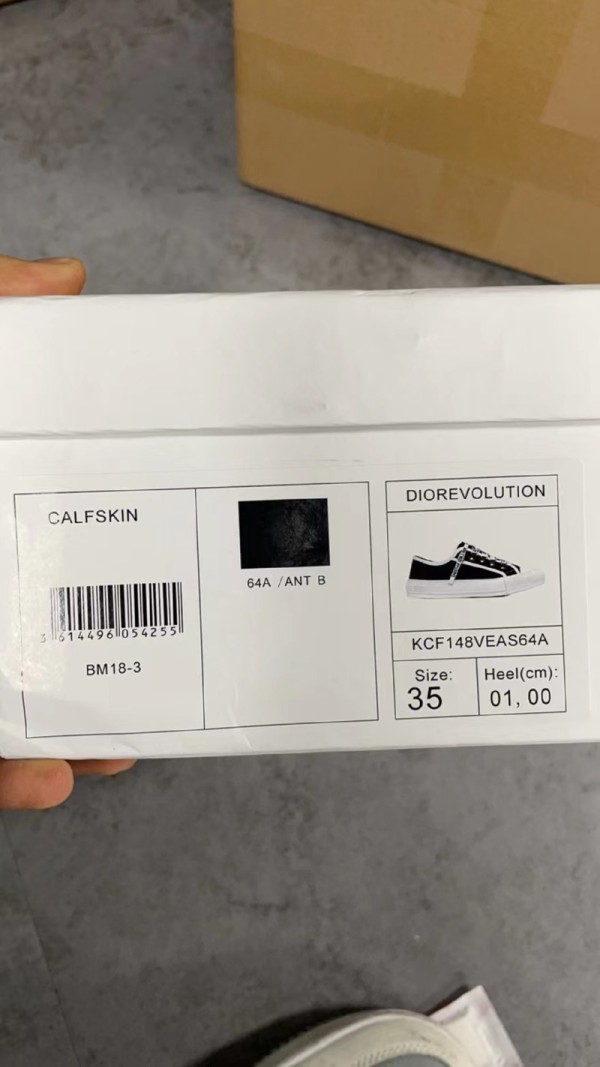 CALFSKIN
3 614496 054255
BM18-3
64A /ANT B
DIOREVOLUTION
KCF148VEAS64A
Size:
35
Heel(cm):
01, 00